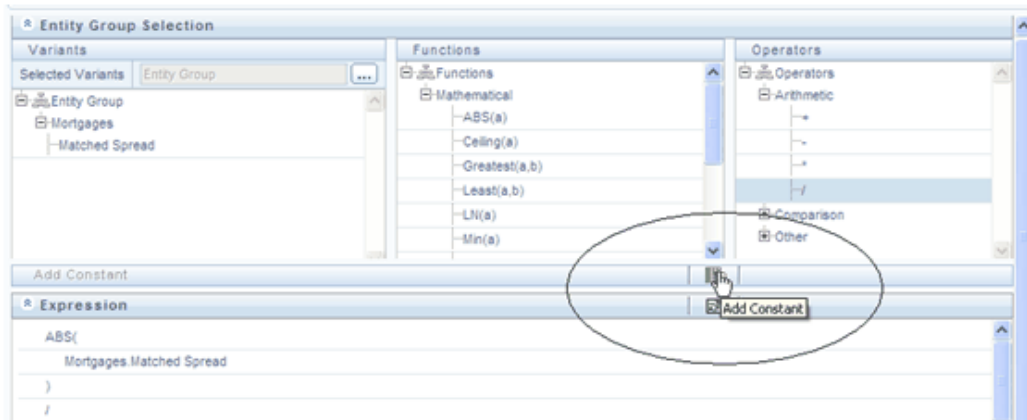 Entity Group Selection
Variants
Selected Variants Entity Group ...
Entity Group
Mortgages
Matched Spread
Functions
Functions
Mathematical
ABS(a)
Ceiling(a)
Greatest(a,b)
Least(a,b)
LN(a)
Min(a)
Operators
Operators
Arithmetic
+
-
*
/
Comparison
Other
Add Constant
Add Constant
Expression
ABS(
Mortgages.Matched Spread
)
/